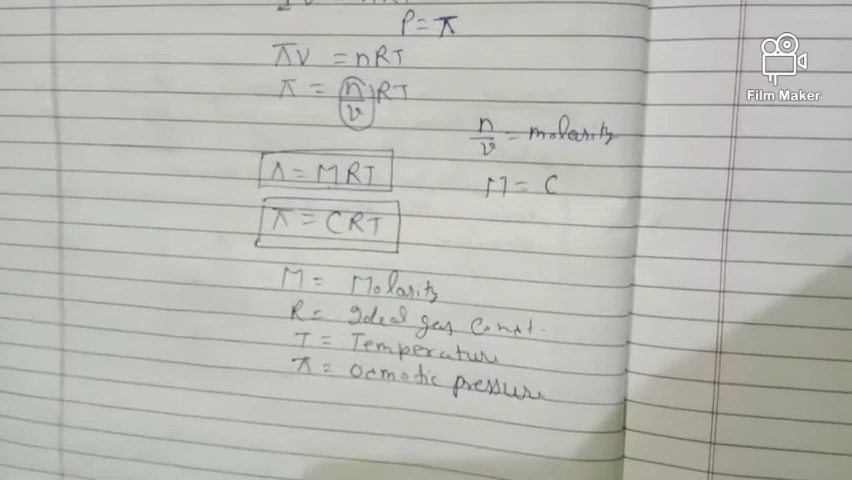 P = π
πV = nRT
π = (n/v) RT
n/v = molarity
π = MRT
M = C
π = CRT
M = Molarity
R = Ideal gas Const.
T = Temperature
π = Osmotic pressure
Film Maker